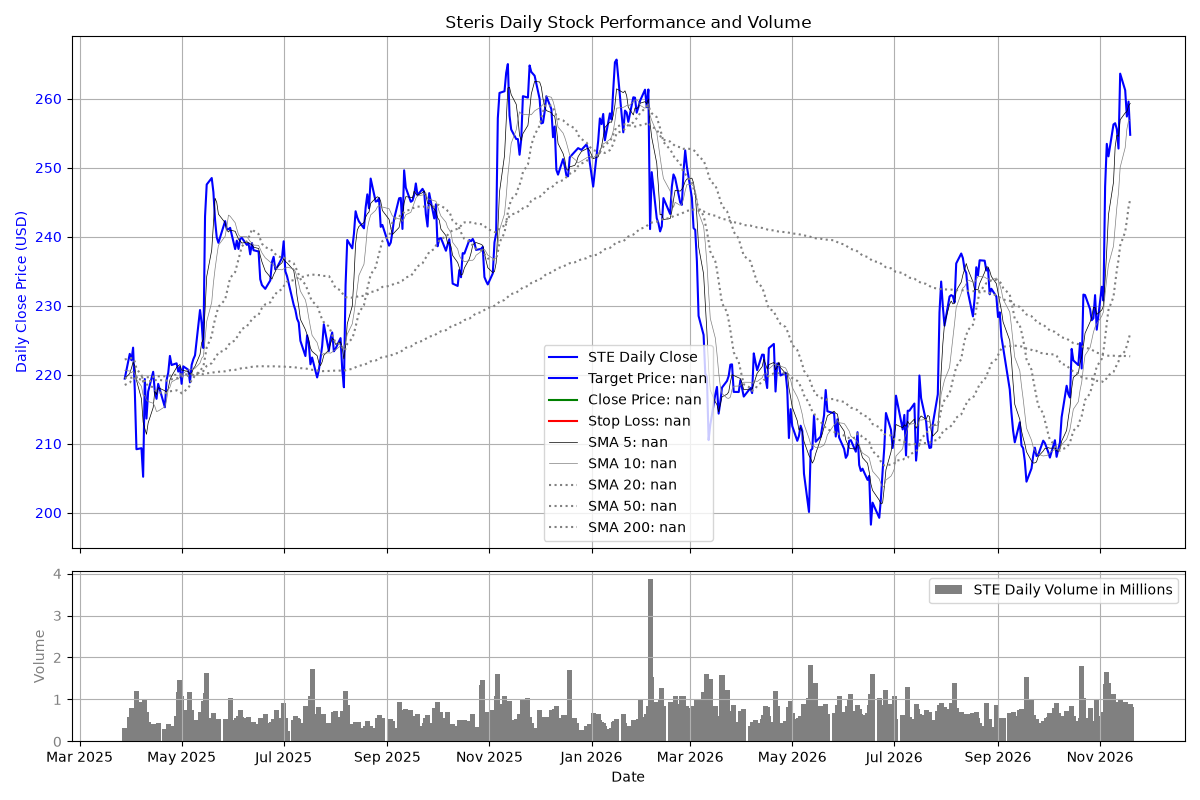 Steris Daily Stock Performance and Volume
Daily Close Price (USD)
260
250
240
230
220
210
200
STE Daily Close
Target Price: nan
Close Price: nan
Stop Loss: nan
SMA 5: nan
SMA 10: nan
SMA 20: nan
SMA 50: nan
SMA 200: nan
Volume
4
3
2
1
0
STE Daily Volume in Millions
Mar 2025
May 2025
Jul 2025
Sep 2025
Nov 2025
Jan 2026
Mar 2026
May 2026
Jul 2026
Sep 2026
Nov 2026
Date